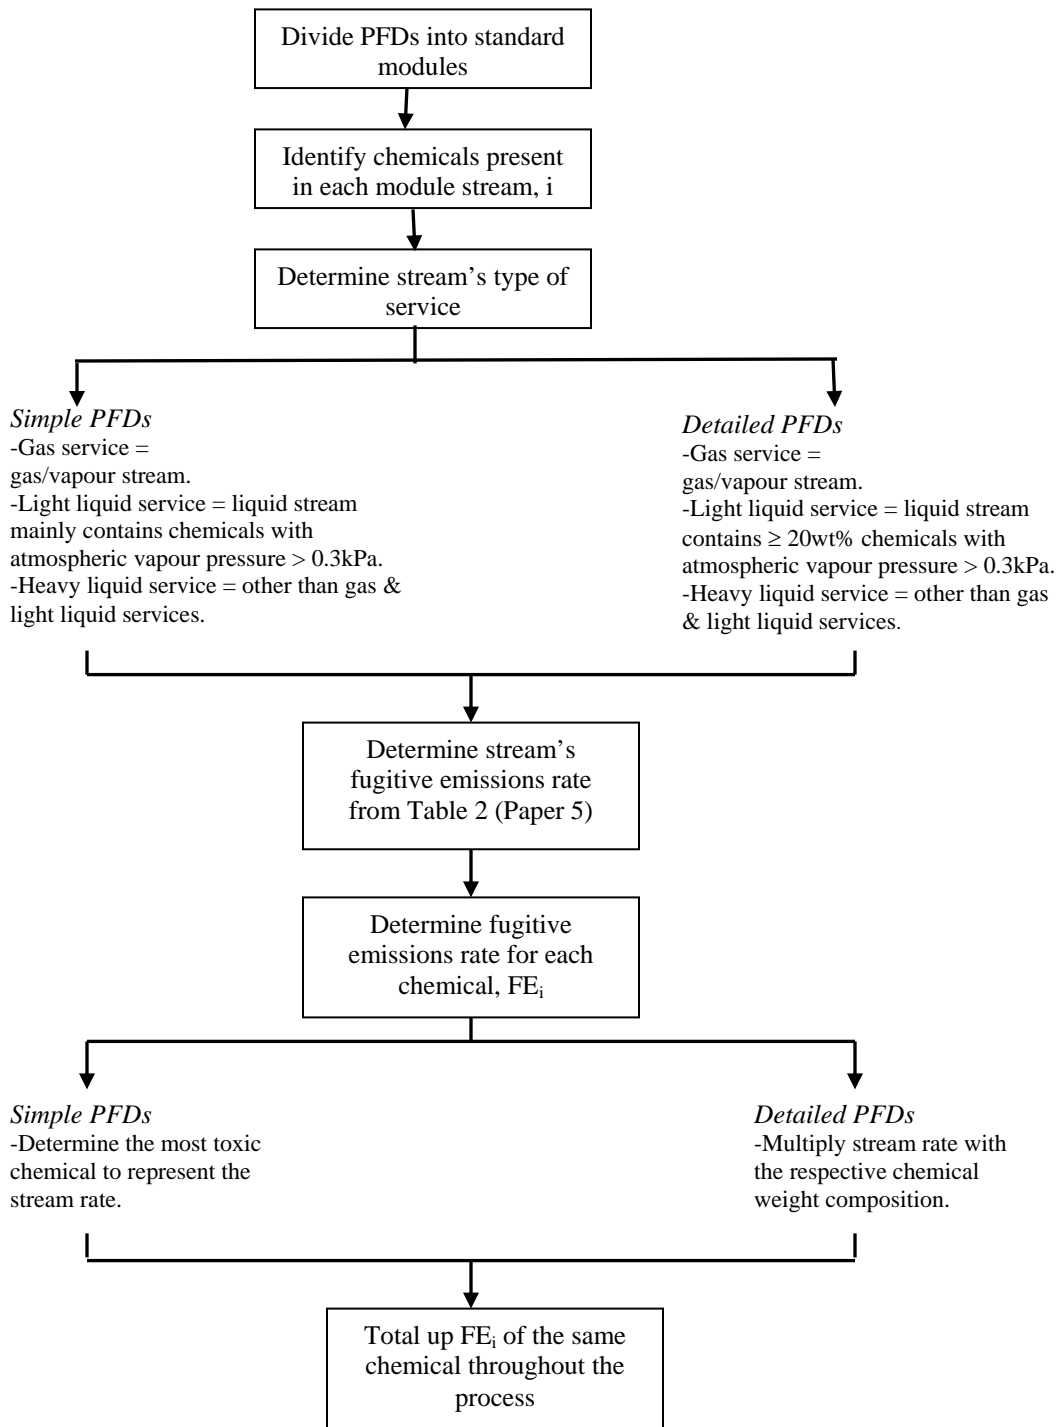 Divide PFDs into standard
modules
Identify chemicals present
in each module stream, i
Determine stream's type of
service
Simple PFDs
-Gas service =
gas/vapour stream.
-Light liquid service = liquid stream
mainly contains chemicals with
atmospheric vapour pressure > 0.3kPa.
-Heavy liquid service = other than gas &
light liquid services.
Detailed PFDs
-Gas service =
gas/vapour stream.
-Light liquid service = liquid stream
contains ≥ 20wt% chemicals with
atmospheric vapour pressure > 0.3kPa.
-Heavy liquid service = other than gas
& light liquid services.
Determine stream's
fugitive emissions rate
from Table 2 (Paper 5)
Determine fugitive
emissions rate for each
chemical, FEi
Simple PFDs
-Determine the most toxic
chemical to represent the
stream rate.
Detailed PFDs
-Multiply stream rate with
the respective chemical
weight composition.
Total up FEi of the same
chemical throughout the
process